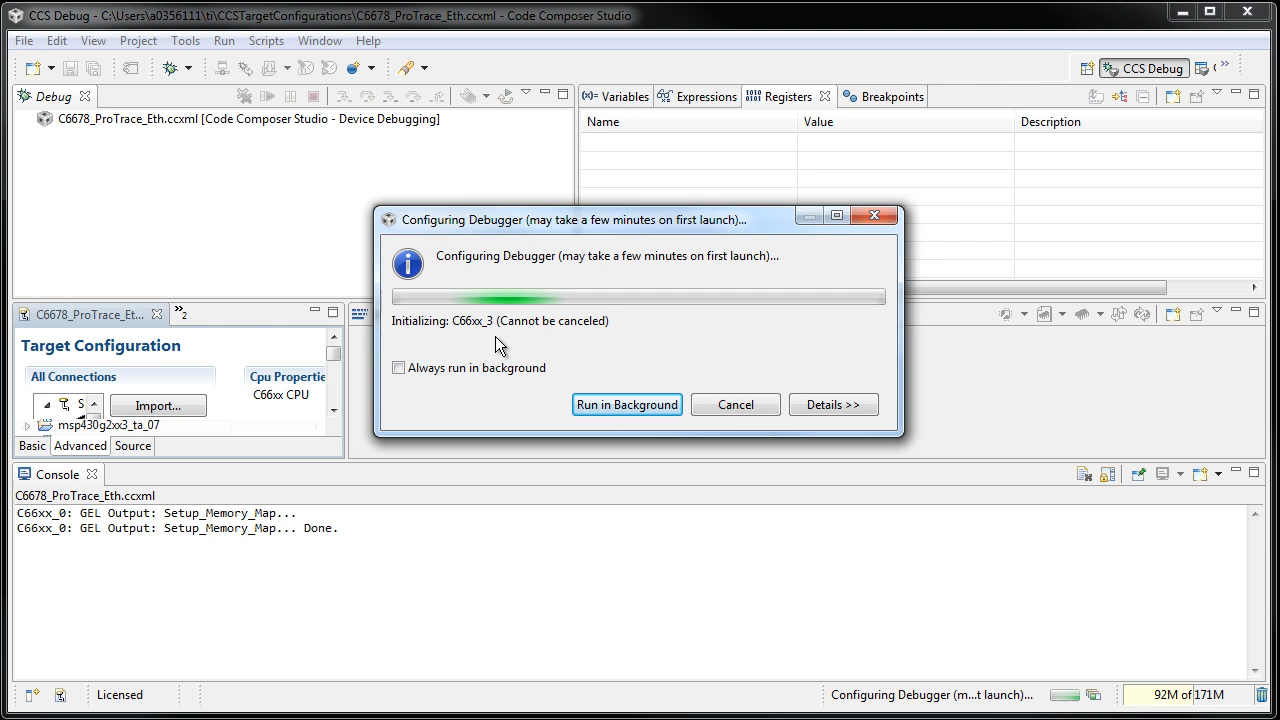 CCS Debug - C:\Users\a0356111\ti\CCSTargetConfigurations\C6678_ProTrace_Eth.ccxml - Code Composer Studio
File Edit View Project Tools Run Scripts Window Help
CCS Debug
Debug
(x)= Variables Expressions Registers Breakpoints
C6678_ProTrace_Eth.ccxml [Code Composer Studio - Device Debugging]
Name Value Description
Configuring Debugger (may take a few minutes on first launch)...
Configuring Debugger (may take a few minutes on first launch)...
Initializing: C66xx_3 (Cannot be canceled)
Always run in background
Run in Background Cancel Details >>
C6678_ProTrace_Et... »2
Target Configuration
All Connections Cpu Propertie
C66xx CPU
S Import...
msp430g2xx3_ta_07
Basic Advanced Source
Console
C6678_ProTrace_Eth.ccxml
C66xx_0: GEL Output: Setup_Memory_Map...
C66xx_0: GEL Output: Setup_Memory_Map... Done.
Licensed Configuring Debugger (m...t launch)... 92M of 171M